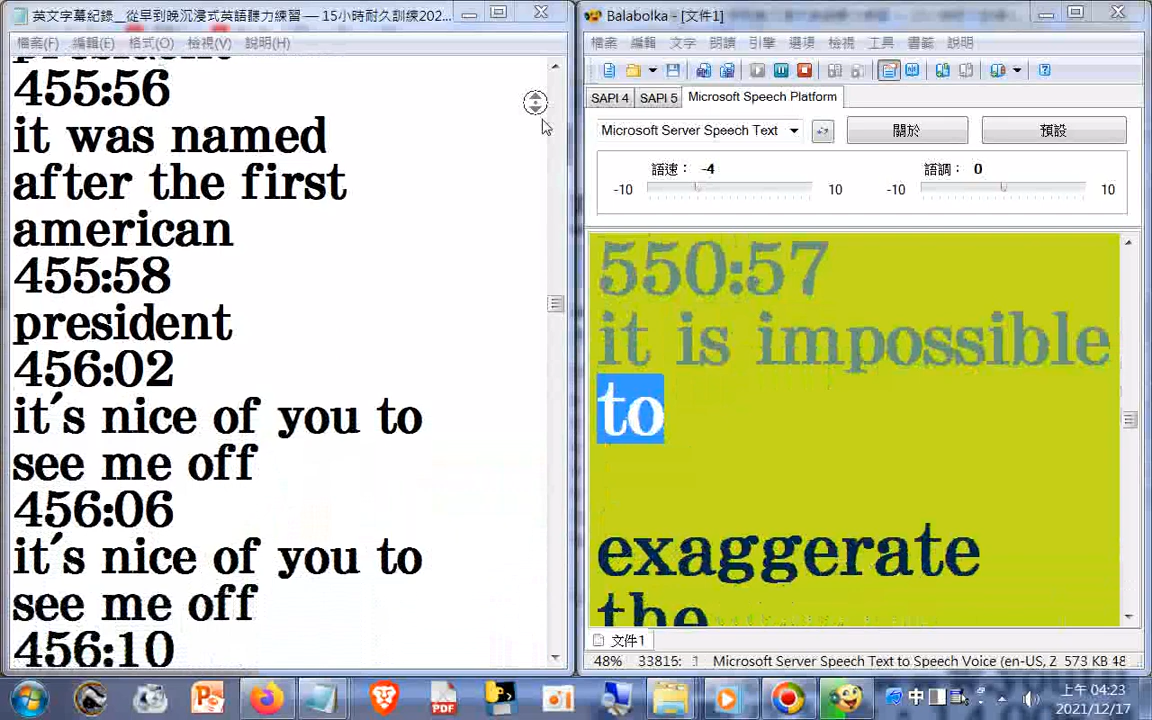 英文字幕紀錄__從早到晚沉浸式英語聽力練習 — 15小時耐久訓練202...
檔案(F) 編輯(E) 格式(O) 檢視(V) 說明(H)
president
455:56
it was named
after the first
american
455:58
president
456:02
it's nice of you to
see me off
456:06
it's nice of you to
see me off
456:10
Balabolka - [文件1]
檔案 編輯 文字 朗讀 引擎 選項 檢視 工具 書籤 說明
SAPI 4 SAPI 5 Microsoft Speech Platform
Microsoft Server Speech Text 關於 預設
語速： -4 語調： 0
-10 10 -10 10
550:57
it is impossible
to
exaggerate
the
文件1
48% 33815: 1 Microsoft Server Speech Text to Speech Voice (en-US, Z 573 KB 48
PDF 中 上午 04:23
2021/12/17